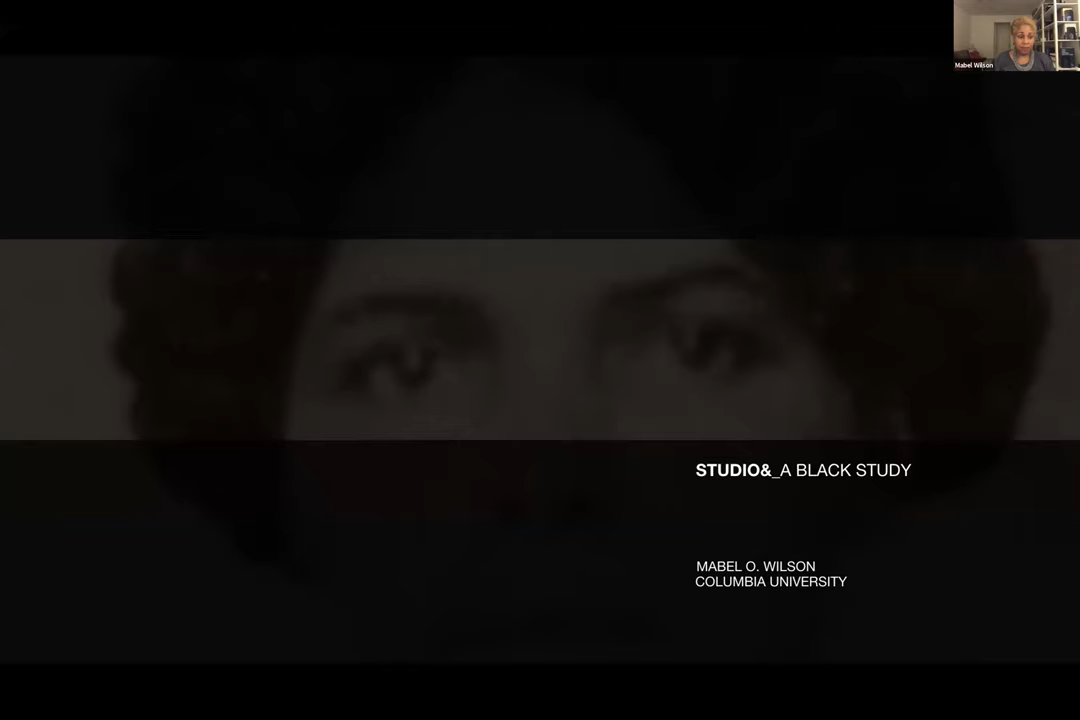 Mabel Wilson
STUDIO&_A BLACK STUDY
MABEL O. WILSON
COLUMBIA UNIVERSITY